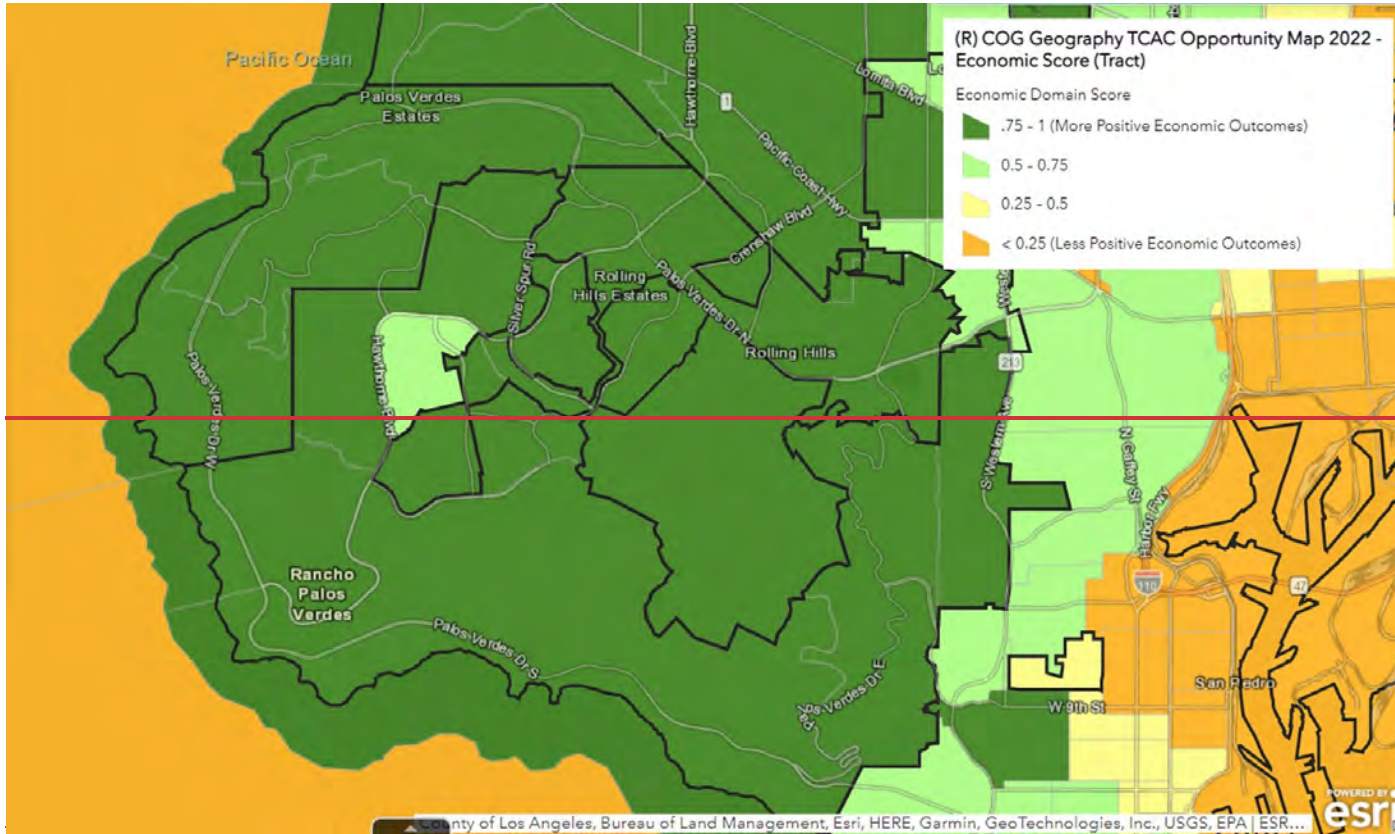 (R) COG Geography TCAC Opportunity Map 2022 -
Economic Score (Tract)
Economic Domain Score
.75 - 1 (More Positive Economic Outcomes)
0.5 - 0.75
0.25 - 0.5
< 0.25 (Less Positive Economic Outcomes)
Pacific Ocean
Palos Verdes
Estates
Hawthorne-Blvd
1
Lomita Blvd
Pacific-Coast-Hwy
Crenshaw Blvd
Silver Spur Rd
Rolling
Hills Estates
Palos-Verdes-Dr-N
Rolling Hills
213
Hawthorne Blvd
Palos-Verdes-Dr-W
S-Western-Ave
N Gaffey St
Harbor Fwy
110
47
Rancho
Palos
Verdes
Palos-Verdes-Dr-S
os-Verdes-Dr E
San Pedro
W 9th St
County of Los Angeles, Bureau of Land Management, Esri, HERE, Garmin, GeoTechnologies, Inc., USGS, EPA | ESR...
POWERED BY
esri